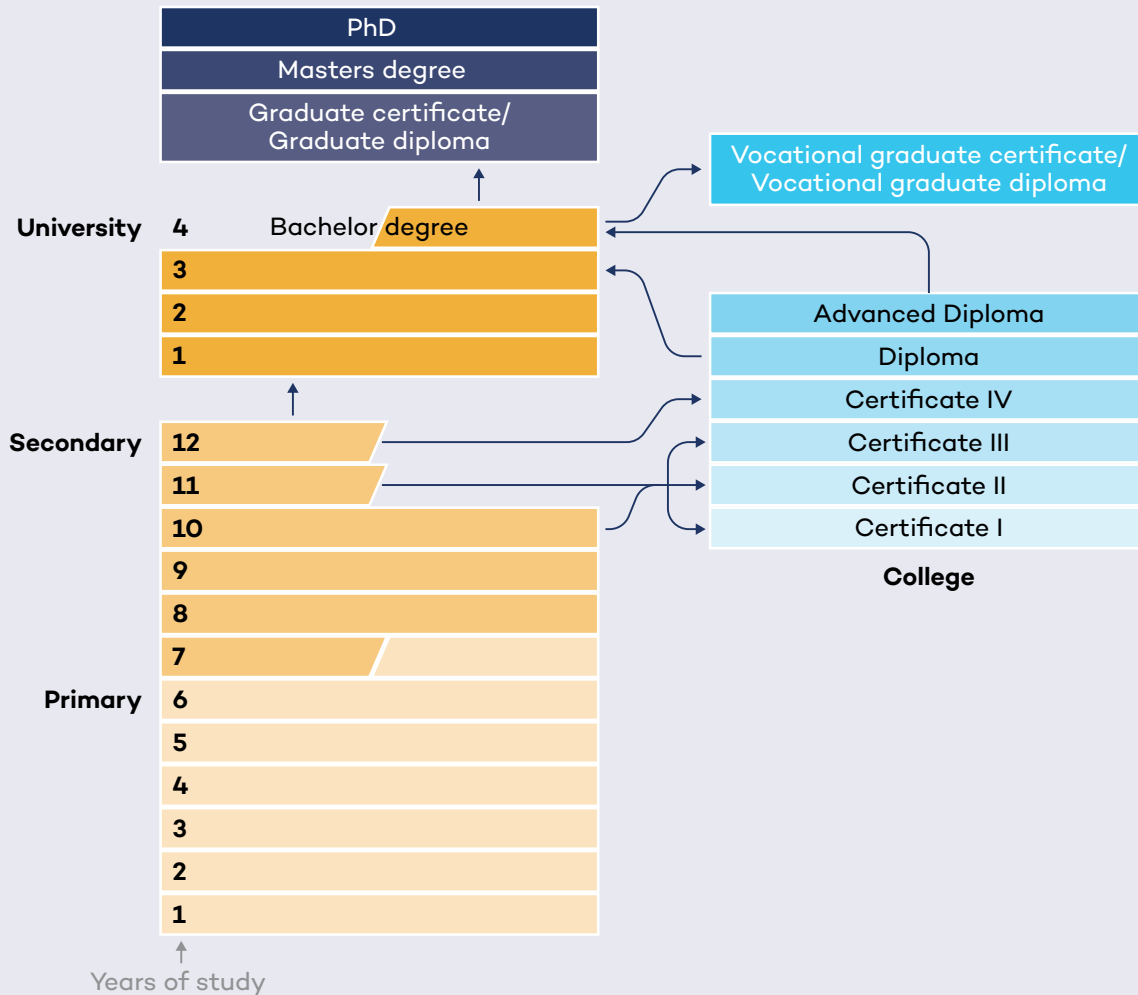 PhD
Masters degree
Graduate certificate/
Graduate diploma
Vocational graduate certificate/
Vocational graduate diploma
University
4
Bachelor degree
3
2
1
Advanced Diploma
Diploma
Certificate IV
Certificate III
Certificate II
Certificate I
College
Secondary
12
11
10
9
8
7
Primary
6
5
4
3
2
1
Years of study